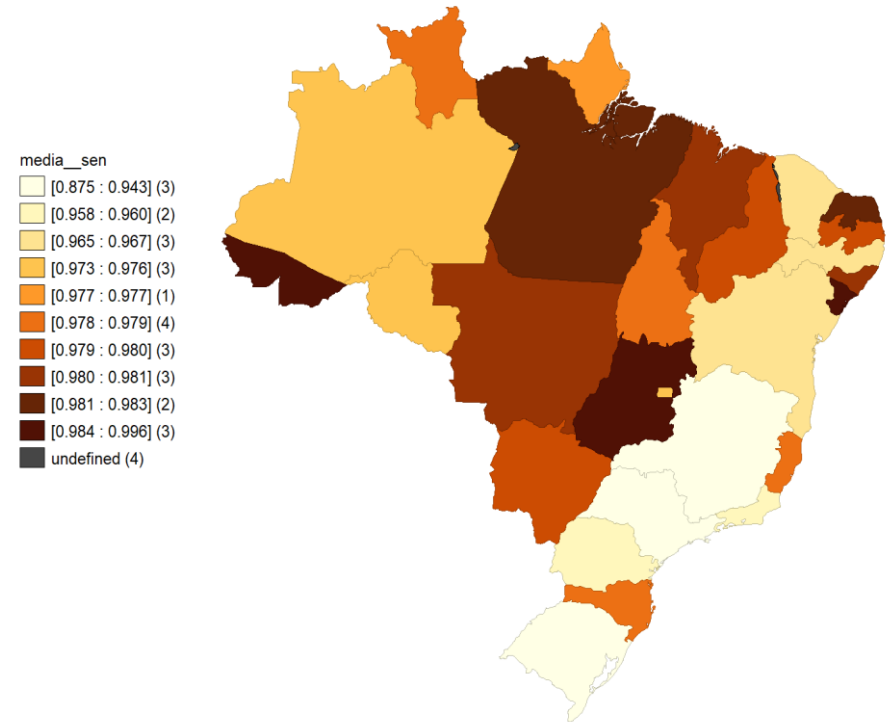 media__sen
[0.875 : 0.943] (3)
[0.958 : 0.960] (2)
[0.965 : 0.967] (3)
[0.973 : 0.976] (3)
[0.977 : 0.977] (1)
[0.978 : 0.979] (4)
[0.979 : 0.980] (3)
[0.980 : 0.981] (3)
[0.981 : 0.983] (2)
[0.984 : 0.996] (3)
undefined (4)